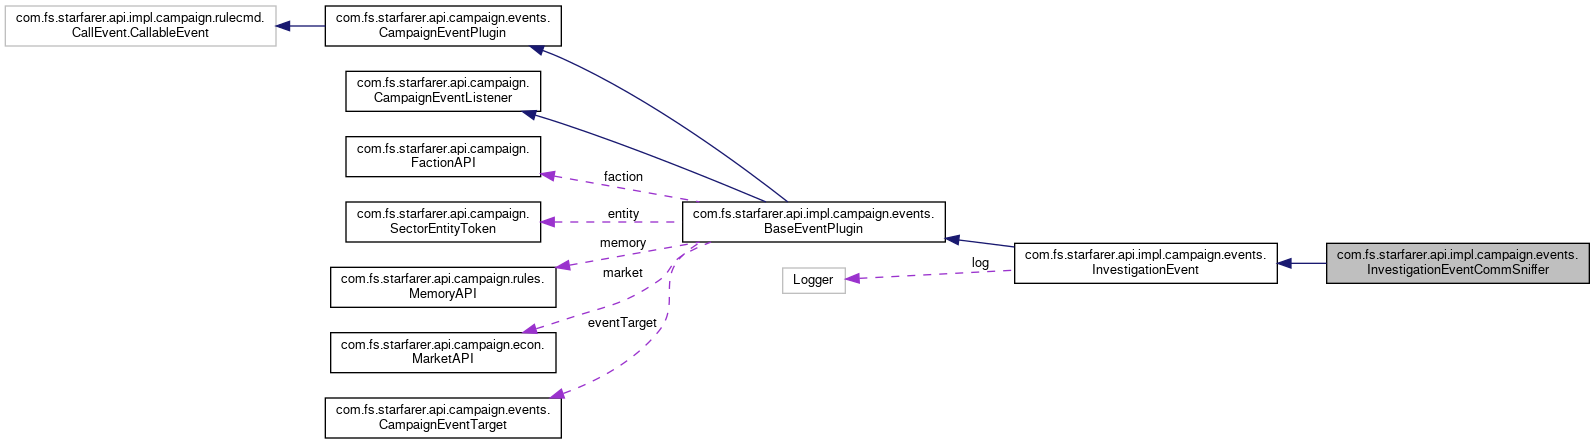 com.fs.starfarer.api.impl.campaign.rulecmd.
CallEvent.CallableEvent
com.fs.starfarer.api.campaign.events.
CampaignEventPlugin
com.fs.starfarer.api.campaign.
CampaignEventListener
com.fs.starfarer.api.campaign.
FactionAPI
faction
com.fs.starfarer.api.campaign.
SectorEntityToken
entity
com.fs.starfarer.api.impl.campaign.events.
BaseEventPlugin
memory
com.fs.starfarer.api.campaign.rules.
MemoryAPI
market
Logger
log
com.fs.starfarer.api.impl.campaign.events.
InvestigationEvent
com.fs.starfarer.api.impl.campaign.events.
InvestigationEventCommSniffer
eventTarget
com.fs.starfarer.api.campaign.econ.
MarketAPI
com.fs.starfarer.api.campaign.events.
CampaignEventTarget